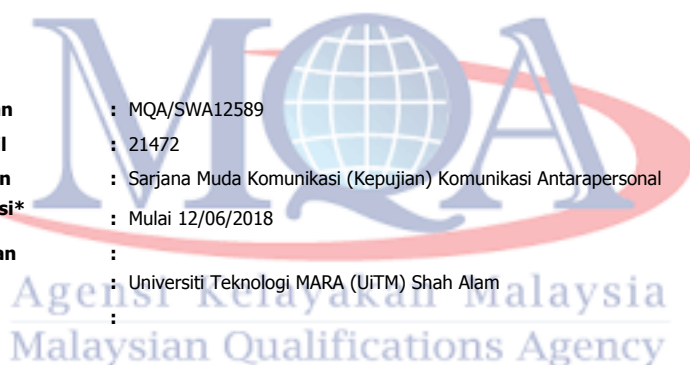 MQA
an : MQA/SWA12589
l : 21472
n : Sarjana Muda Komunikasi (Kepujian) Komunikasi Antarapersonal
si* : Mulai 12/06/2018
an :
: Universiti Teknologi MARA (UiTM) Shah Alam
Agensi Kelayakan Malaysia
:
Malaysian Qualifications Agency